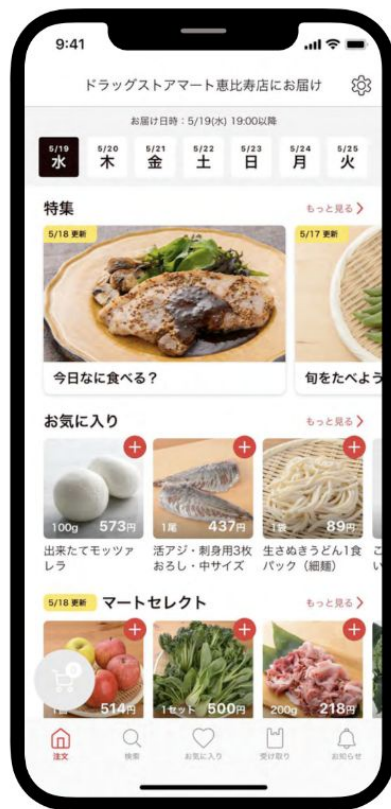 9:41
ドラッグストアマート恵比寿店にお届け
お届け日時：5/19(水) 19:00以降
5/19 5/20 5/21 5/22 5/23 5/24 5/25
水 木 金 土 日 月 火
特集 もっと見る
5/18 更新 5/17 更新
今日なに食べる？ 旬をたべよう
お気に入り もっと見る
100g 573円 1尾 437円 1袋 89円
出来たてモッツァ 活アジ・刺身用3枚 生さぬきうどん1食
レラ おろし・中サイズ パック（細麺）
5/18 更新 マートセレクト もっと見る
514円 1セット 500円 200g 218円
注文 検索 お気に入り 受け取り お知らせ